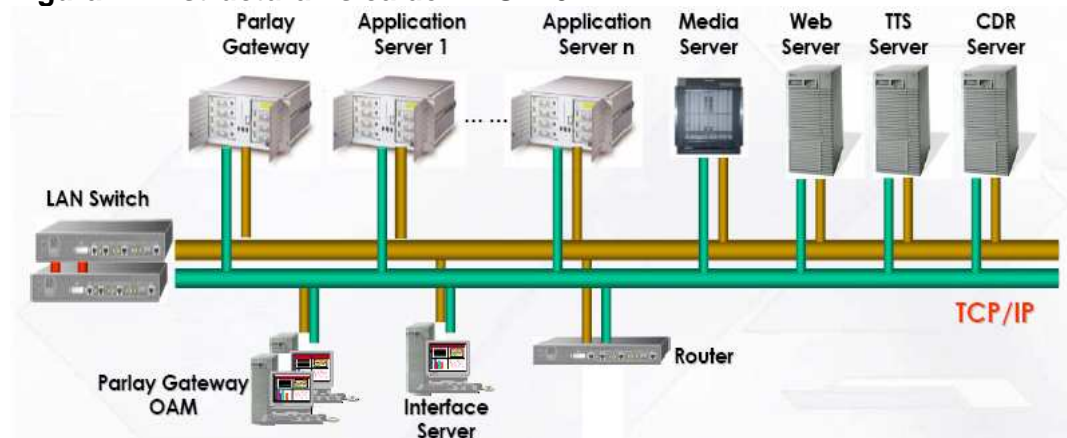 Parlay Gateway
Application Server 1
Application Server n
Media Server
Web Server
TTS Server
CDR Server
... ...
LAN Switch
TCP/IP
Parlay Gateway OAM
Interface Server
Router